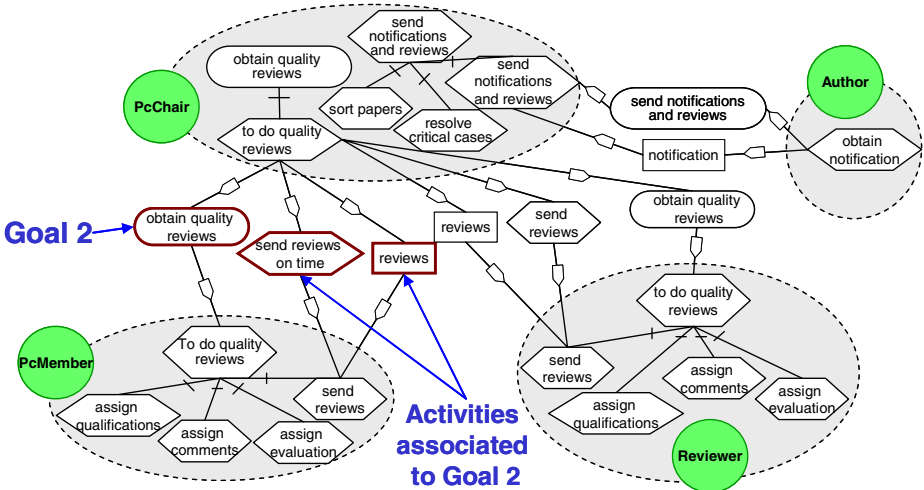 send
notifications
and reviews
obtain quality
reviews
send
notifications
and reviews
Author
PcChair
sort papers
send notifications
and reviews
resolve
critical cases
to do quality
reviews
notification
obtain
notification
obtain quality
reviews
Goal 2
send reviews
on time
reviews
reviews
send
reviews
obtain quality
reviews
to do quality
reviews
To do quality
reviews
PcMember
send
reviews
assign
comments
send
reviews
assign
qualifications
assign
comments
assign
evaluation
assign
qualifications
assign
evaluation
Activities
associated
to Goal 2
Reviewer